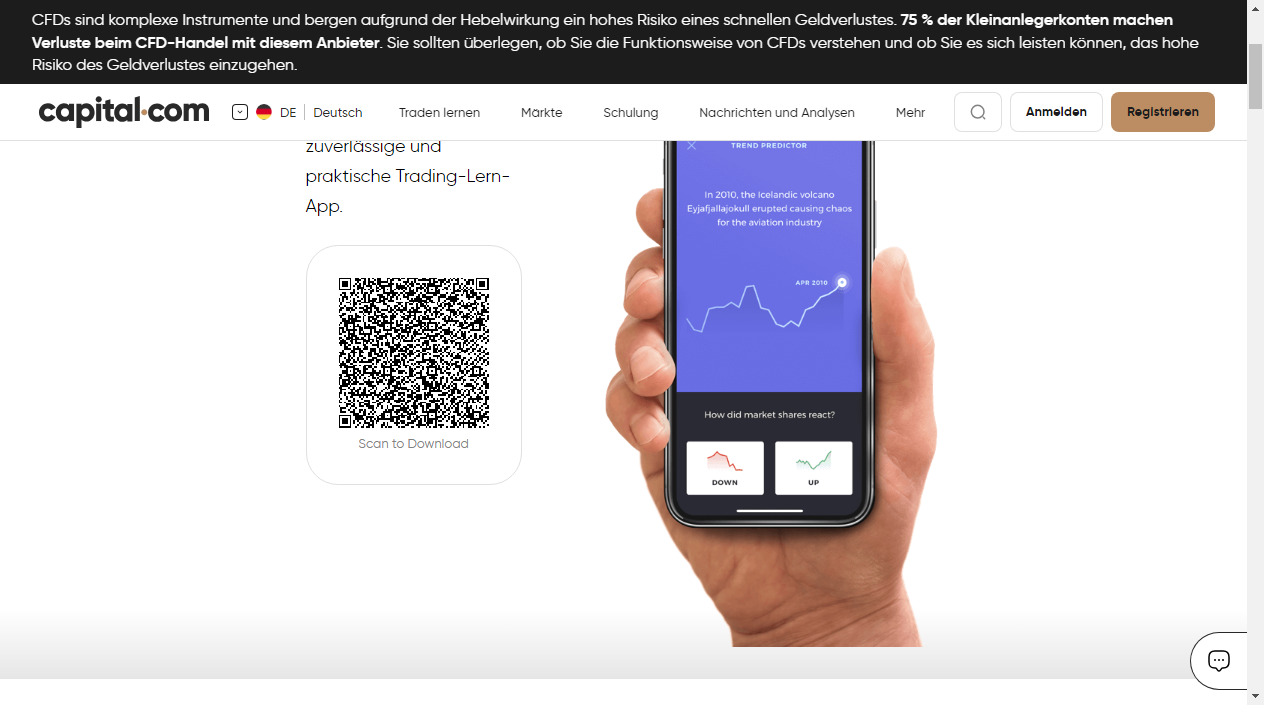 CFDs sind komplexe Instrumente und bergen aufgrund der Hebelwirkung ein hohes Risiko eines schnellen Geldverlustes. 75 % der Kleinanlegerkonten machen
Verluste beim CFD-Handel mit diesem Anbieter. Sie sollten überlegen, ob Sie die Funktionsweise von CFDs verstehen und ob Sie es sich leisten können, das hohe
Risiko des Geldverlustes einzugehen.
capital.com
DE
Deutsch
Traden lernen
Märkte
Schulung
Nachrichten und Analysen
Mehr
Anmelden
Registrieren
zuverlässige und
praktische Trading-Lern-
App.
Scan to Download
TREND PREDICTOR
In 2010, the Icelandic volcano
Eyjafjallajokull erupted causing chaos
for the aviation industry
APR 2010
How did market shares react?
DOWN
UP